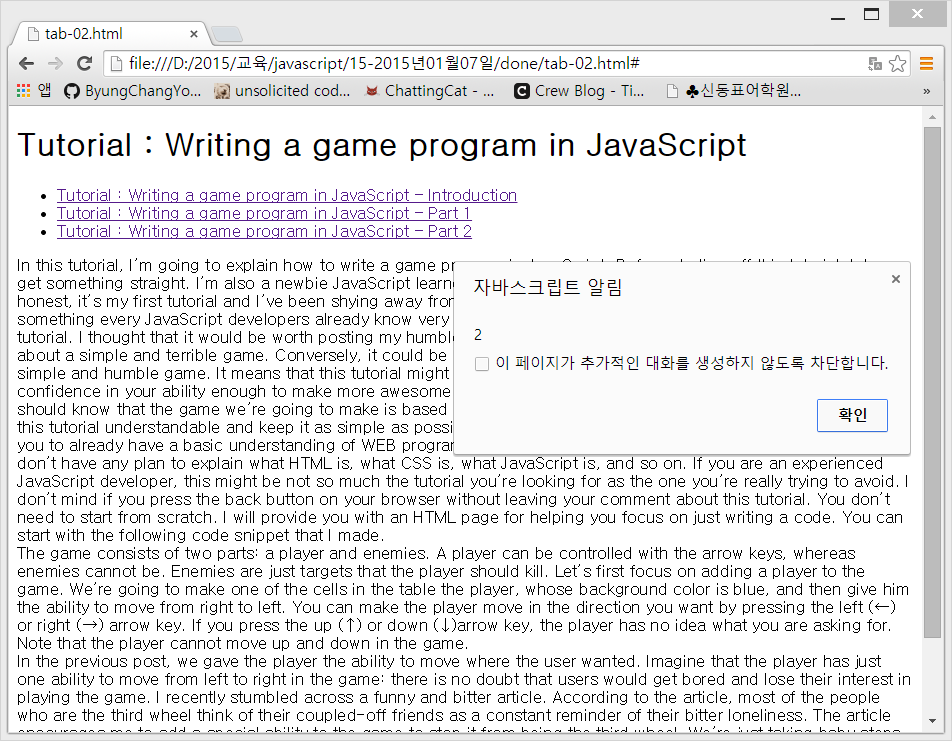 tab-02.html
file:///D:/2015/교육/javascript/15-2015년01월07일/done/tab-02.html#
앱 ByungChangYo... unsolicited cod... ChattingCat - ... Crew Blog - Ti... ♣신동표어학원... »
Tutorial : Writing a game program in JavaScript
• Tutorial : Writing a game program in JavaScript - Introduction
• Tutorial : Writing a game program in JavaScript - Part 1
• Tutorial : Writing a game program in JavaScript - Part 2
In this tutorial, I'm going to explain how to write a game
get something straight. I'm also a newbie JavaScript
honest, it's my first tutorial and I've been shying away
something every JavaScript developers already know very
tutorial. I thought that it would be worth posting my humble
about a simple and terrible game. Conversely, it could be
simple and humble game. It means that this tutorial might
confidence in your ability enough to make more awesome
should know that the game we're going to make is based
this tutorial understandable and keep it as simple as
you to already have a basic understanding of WEB
자바스크립트 알림
2
이 페이지가 추가적인 대화를 생성하지 않도록 차단합니다.
확인
don't have any plan to explain what HTML is, what CSS is, what JavaScript is, and so on. If you are an experienced
JavaScript developer, this might be not so much the tutorial you're looking for as the one you're really trying to avoid. I
don't mind if you press the back button on your browser without leaving your comment about this tutorial. You don't
need to start from scratch. I will provide you with an HTML page for helping you focus on just writing a code. You can
start with the following code snippet that I made.
The game consists of two parts: a player and enemies. A player can be controlled with the arrow keys, whereas
enemies cannot be. Enemies are just targets that the player should kill. Let's first focus on adding a player to the
game. We're going to make one of the cells in the table the player, whose background color is blue, and then give him
the ability to move from right to left. You can make the player move in the direction you want by pressing the left (←)
or right (→) arrow key. If you press the up (↑) or down (↓)arrow key, the player has no idea what you are asking for.
Note that the player cannot move up and down in the game.
In the previous post, we gave the player the ability to move where the user wanted. Imagine that the player has just
one ability to move from left to right in the game: there is no doubt that users would get bored and lose their interest in
playing the game. I recently stumbled across a funny and bitter article. According to the article, most of the people
who are the third wheel think of their coupled-off friends as a constant reminder of their bitter loneliness. The article
encourages me to add a special ability to the game to stop it from being the third wheel. We're just taking baby steps